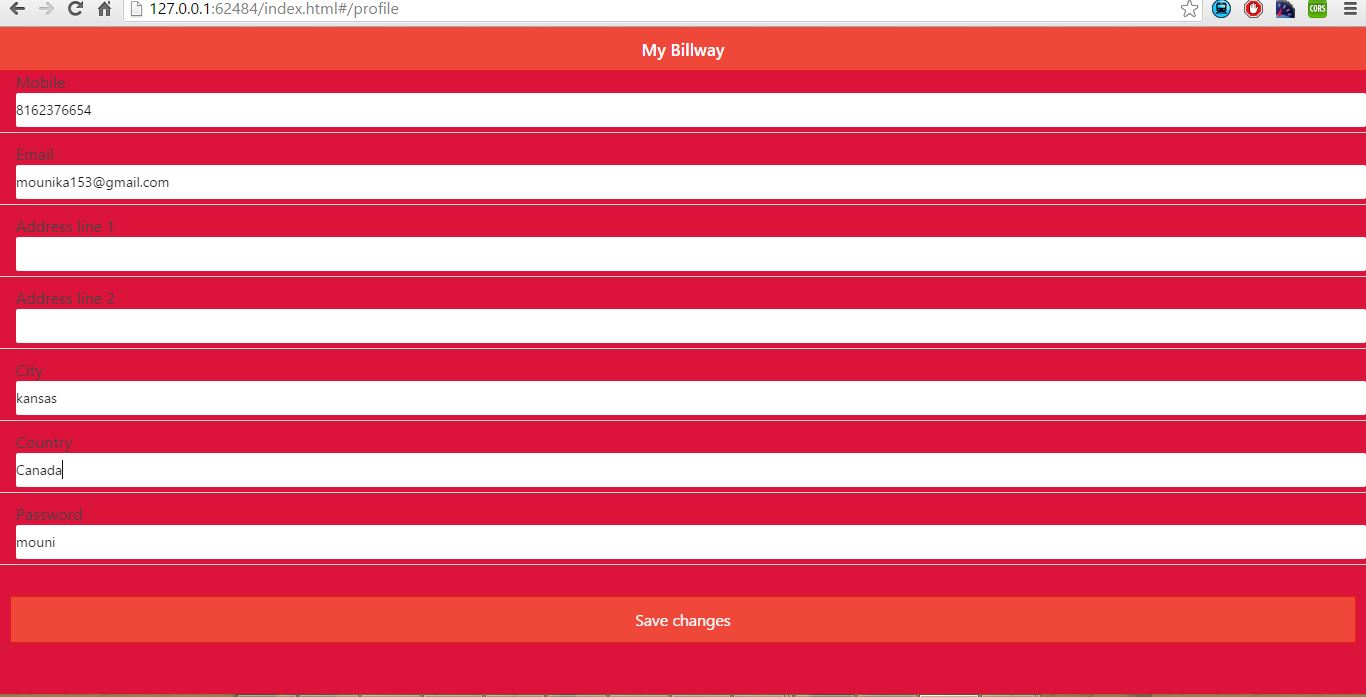 127.0.0.1:62484/index.html#/profile
CORS
My Billway
Mobile
8162376654
Email
mounika153@gmail.com
Address line 1
Address line 2
City
kansas
Country
Canada
Password
mouni
Save changes